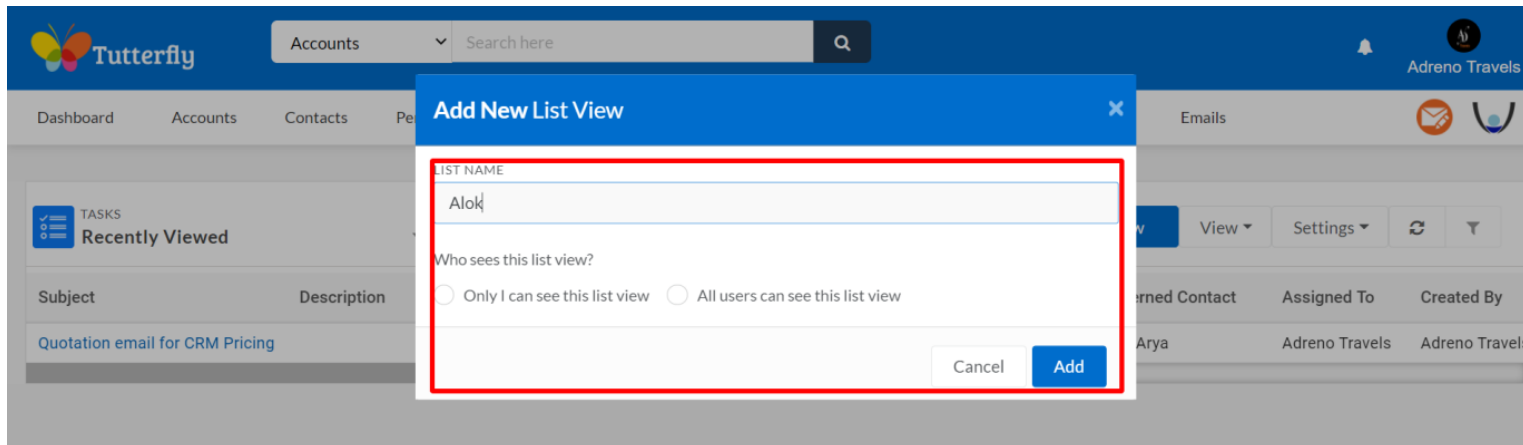 Tutterfly
Accounts
Search here
Adreno Travels
Dashboard Accounts Contacts
Add New List View ×
Emails
LIST NAME
Alok
TASKS
Recently Viewed
View
Settings
Who sees this list view?
Only I can see this list view All users can see this list view
Subject Description Contact Assigned To Created By
Quotation email for CRM Pricing Arya Adreno Travels Adreno
Cancel Add